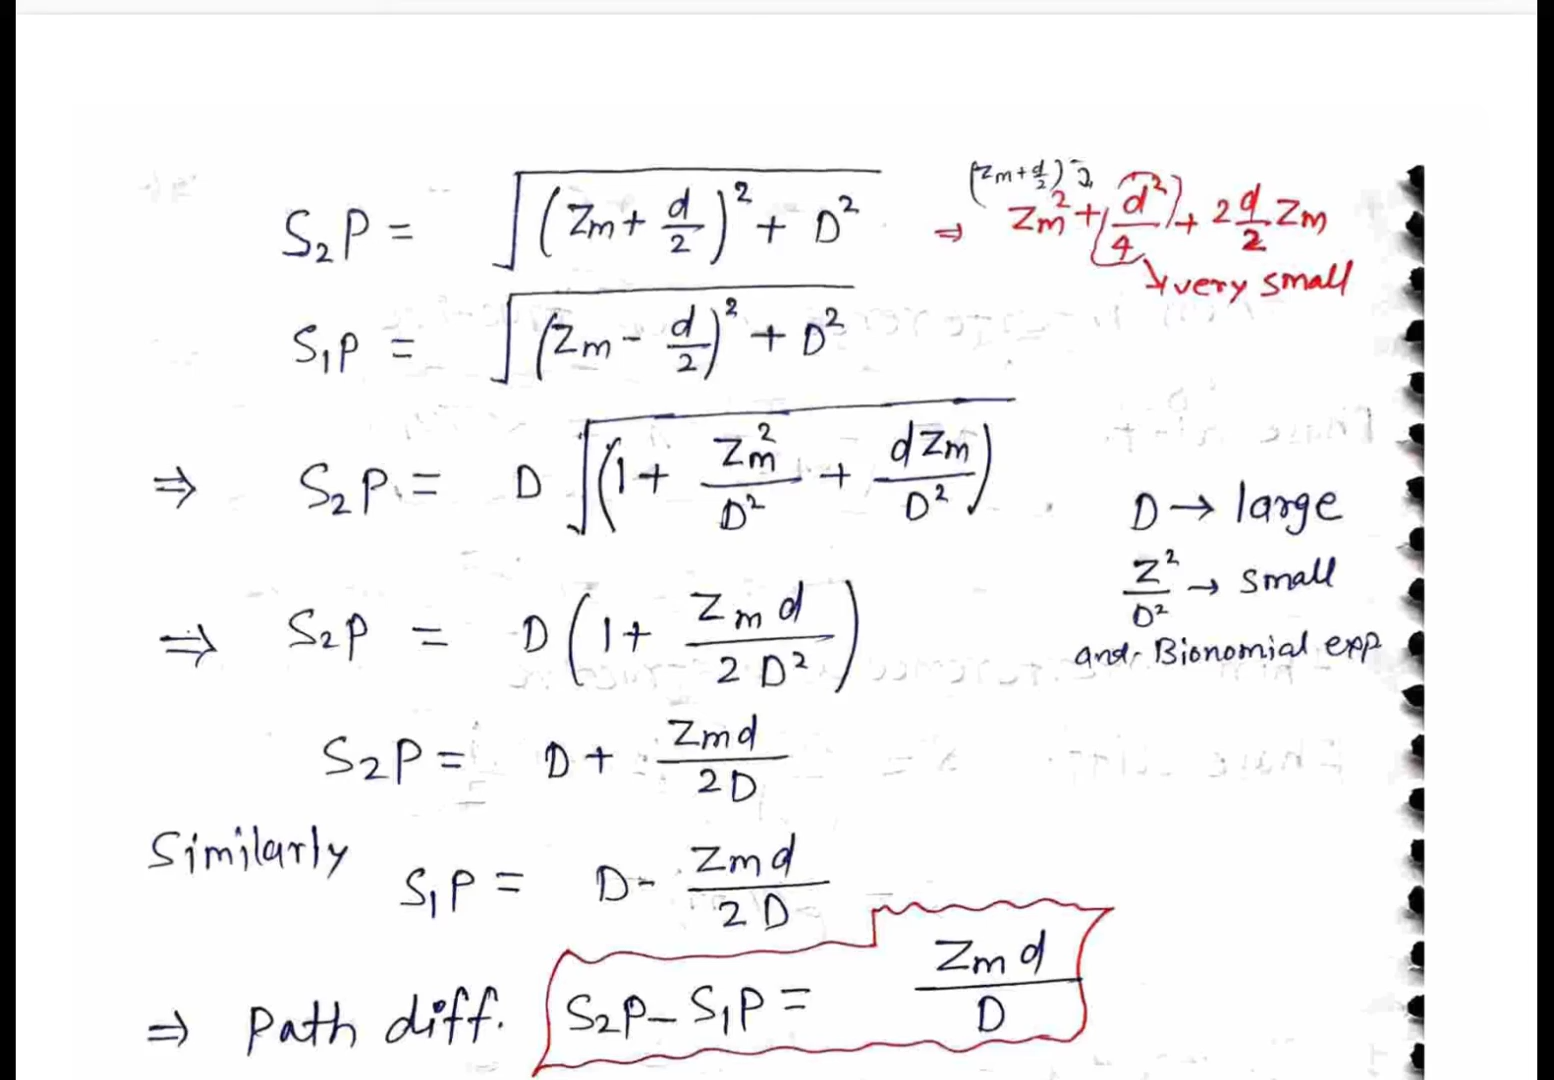 S₂P = √((Zm + d/2)² + D²) ⇒ (Zm + d/2)² Zm² + (d²/4) + 2 d/2 Zm
↘ very small
S₁P = √((Zm - d/2)² + D²)
⇒ S₂P = D √(1 + Zm²/D² + dZm/D²)
D → large
Z²/D² → small
and Bionomial exp
⇒ S₂P = D (1 + Zm d/2D²)
S₂P = D + Zmd/2D
Similarly S₁P = D - Zmd/2D
⇒ Path diff. S₂P - S₁P = Zm d/D